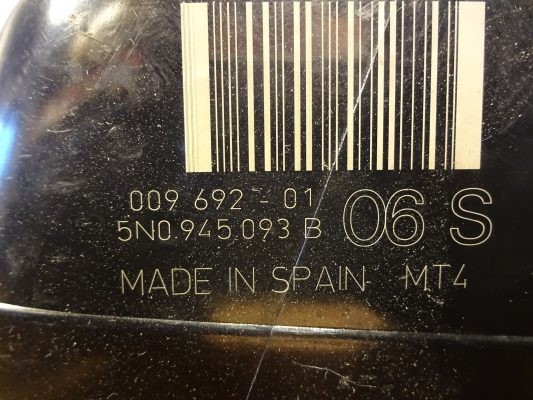 009 692 - 01
5N0.945.093 B 06 S
MADE IN SPAIN MT4